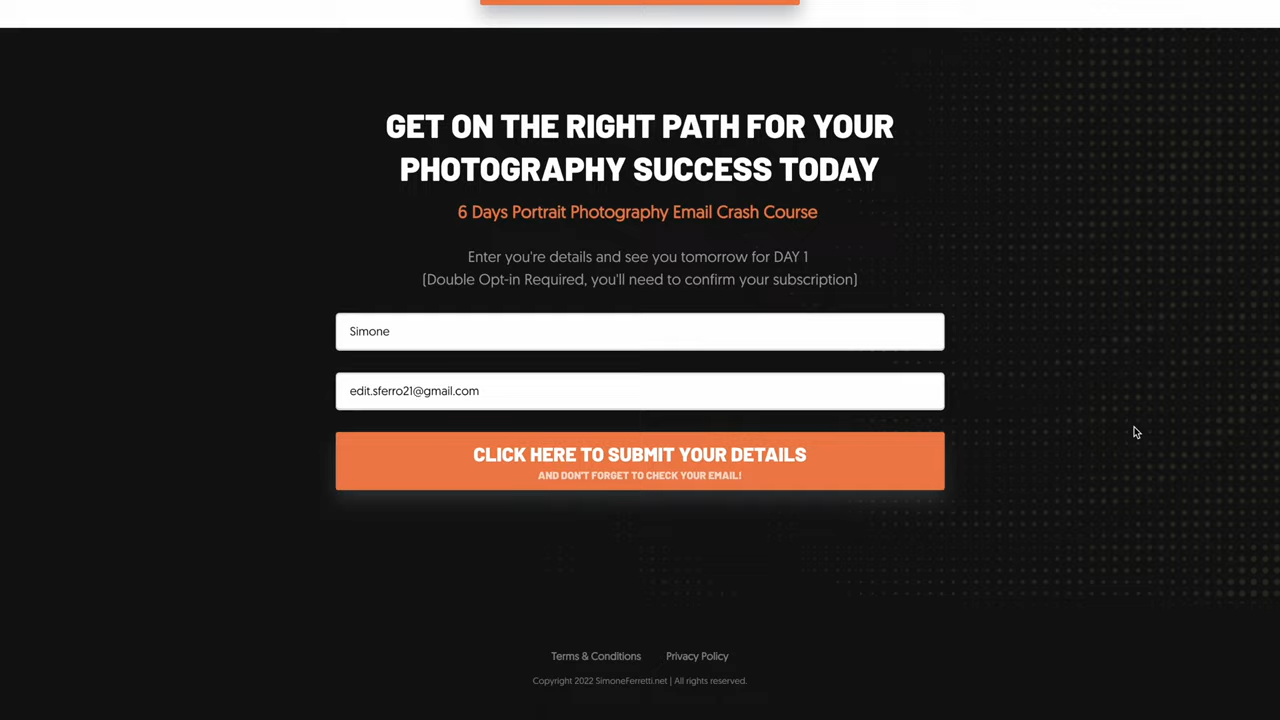 GET ON THE RIGHT PATH FOR YOUR
PHOTOGRAPHY SUCCESS TODAY
6 Days Portrait Photography Email Crash Course
Enter you're details and see you tomorrow for DAY 1
(Double Opt-in Required, you'll need to confirm your subscription)
Simone
edit.sferro21@gmail.com
CLICK HERE TO SUBMIT YOUR DETAILS
AND DON'T FORGET TO CHECK YOUR EMAIL!
Terms & Conditions Privacy Policy
Copyright 2022 SimoneFerretti.net | All rights reserved.